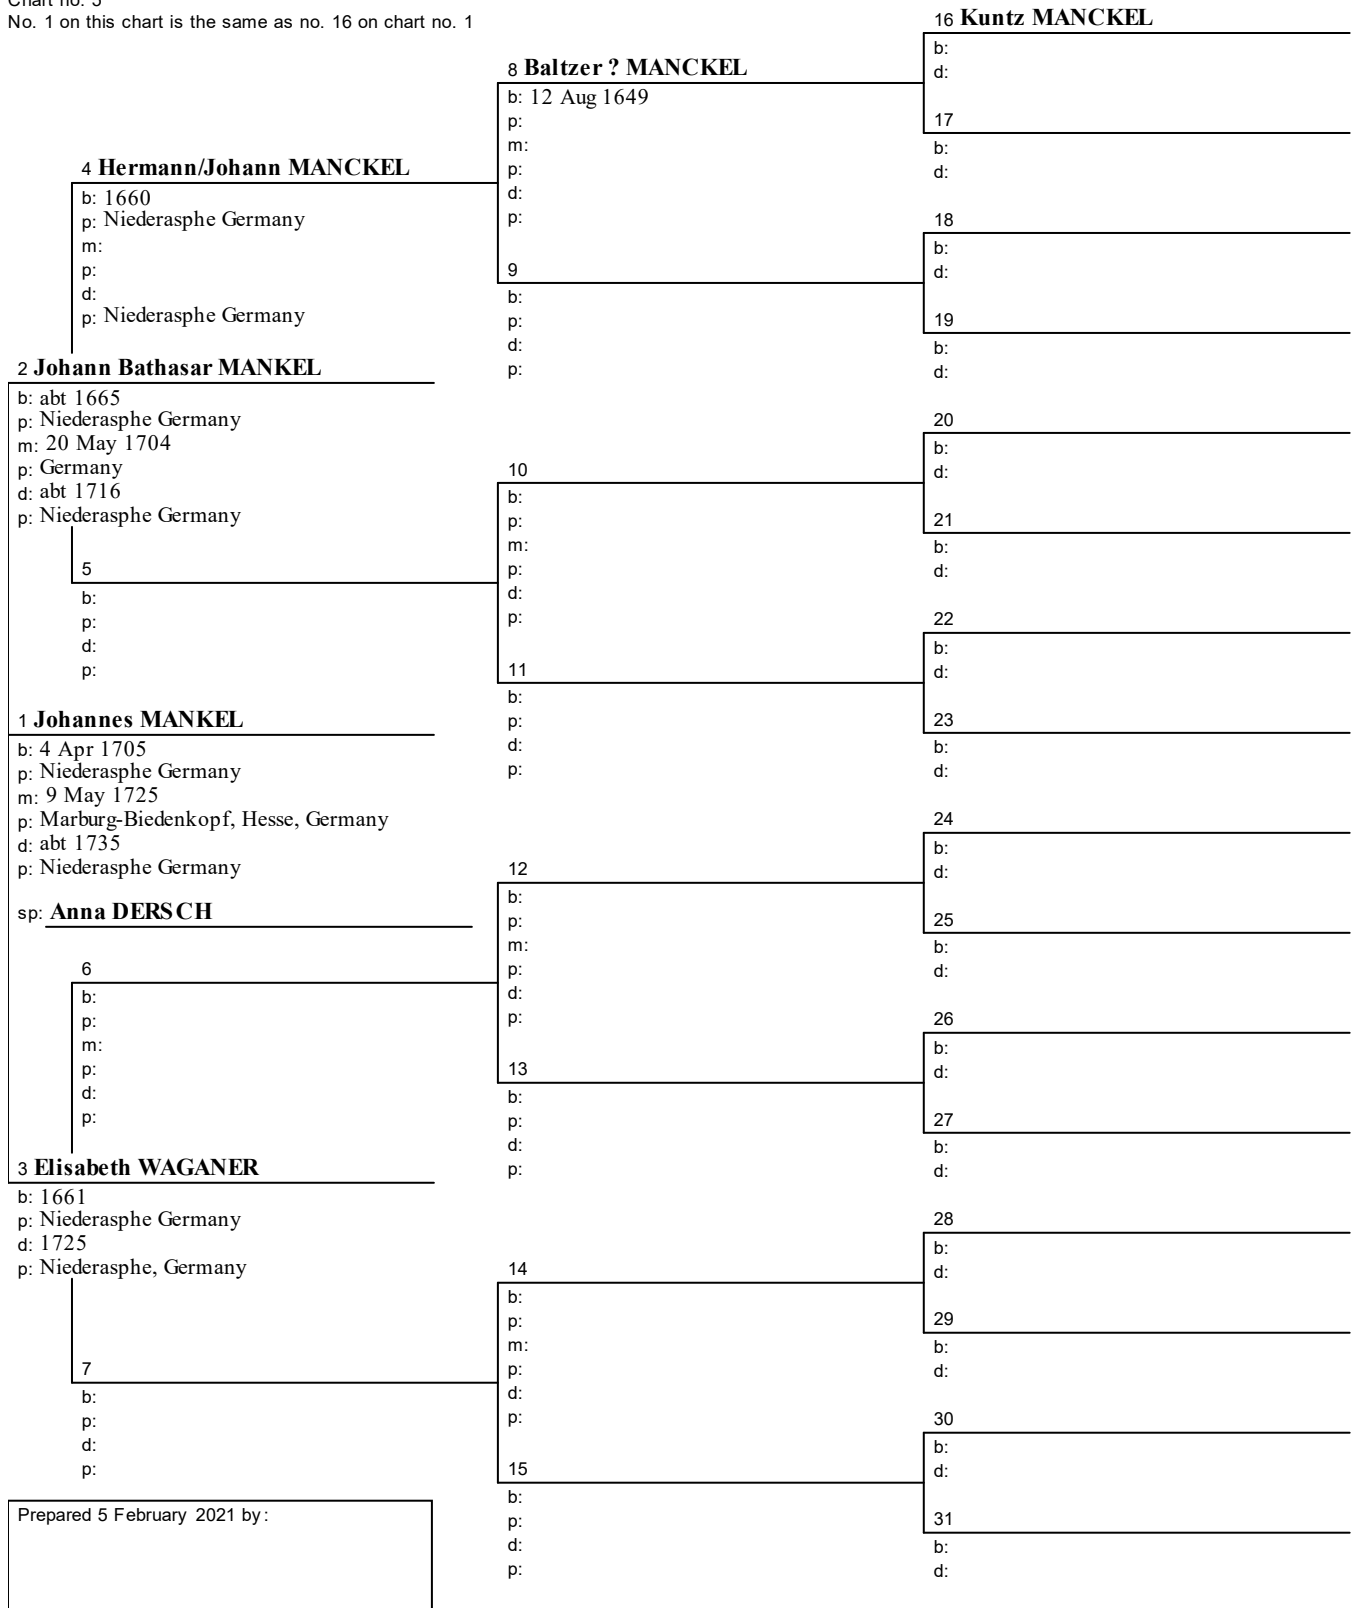 Chart no. 5
No. 1 on this chart is the same as no. 16 on chart no. 1
16 Kuntz MANCKEL
b:
d:
8 Baltzer ? MANCKEL
b: 12 Aug 1649
p:
m:
p:
d:
p:
17
b:
d:
4 Hermann/Johann MANCKEL
b: 1660
p: Niederasphe Germany
m:
p:
d:
p: Niederasphe Germany
18
b:
d:
9
b:
p:
d:
p:
19
b:
d:
2 Johann Bathasar MANKEL
b: abt 1665
p: Niederasphe Germany
m: 20 May 1704
p: Germany
d: abt 1716
p: Niederasphe Germany
20
b:
d:
10
b:
p:
m:
p:
d:
p:
21
b:
d:
5
b:
p:
d:
p:
22
b:
d:
11
b:
p:
d:
p:
23
b:
d:
1 Johannes MANKEL
b: 4 Apr 1705
p: Niederasphe Germany
m: 9 May 1725
p: Marburg-Biedenkopf, Hesse, Germany
d: abt 1735
p: Niederasphe Germany
sp: Anna DERSCH
24
b:
d:
12
b:
p:
m:
p:
d:
p:
25
b:
d:
6
b:
p:
m:
p:
d:
p:
26
b:
d:
13
b:
p:
d:
p:
27
b:
d:
3 Elisabeth WAGANER
b: 1661
p: Niederasphe Germany
d: 1725
p: Niederasphe, Germany
28
b:
d:
14
b:
p:
m:
p:
d:
p:
29
b:
d:
7
b:
p:
d:
p:
30
b:
d:
15
b:
p:
d:
p:
31
b:
d:
Prepared 5 February 2021 by: